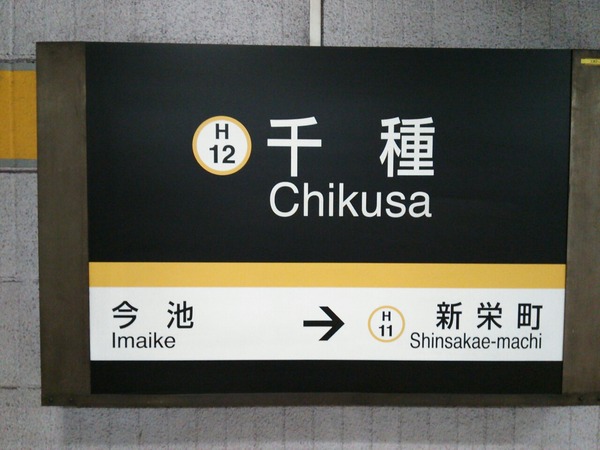 H
12
千種
Chikusa
今池
Imaike
→
H
11
新栄町
Shinsakae-machi